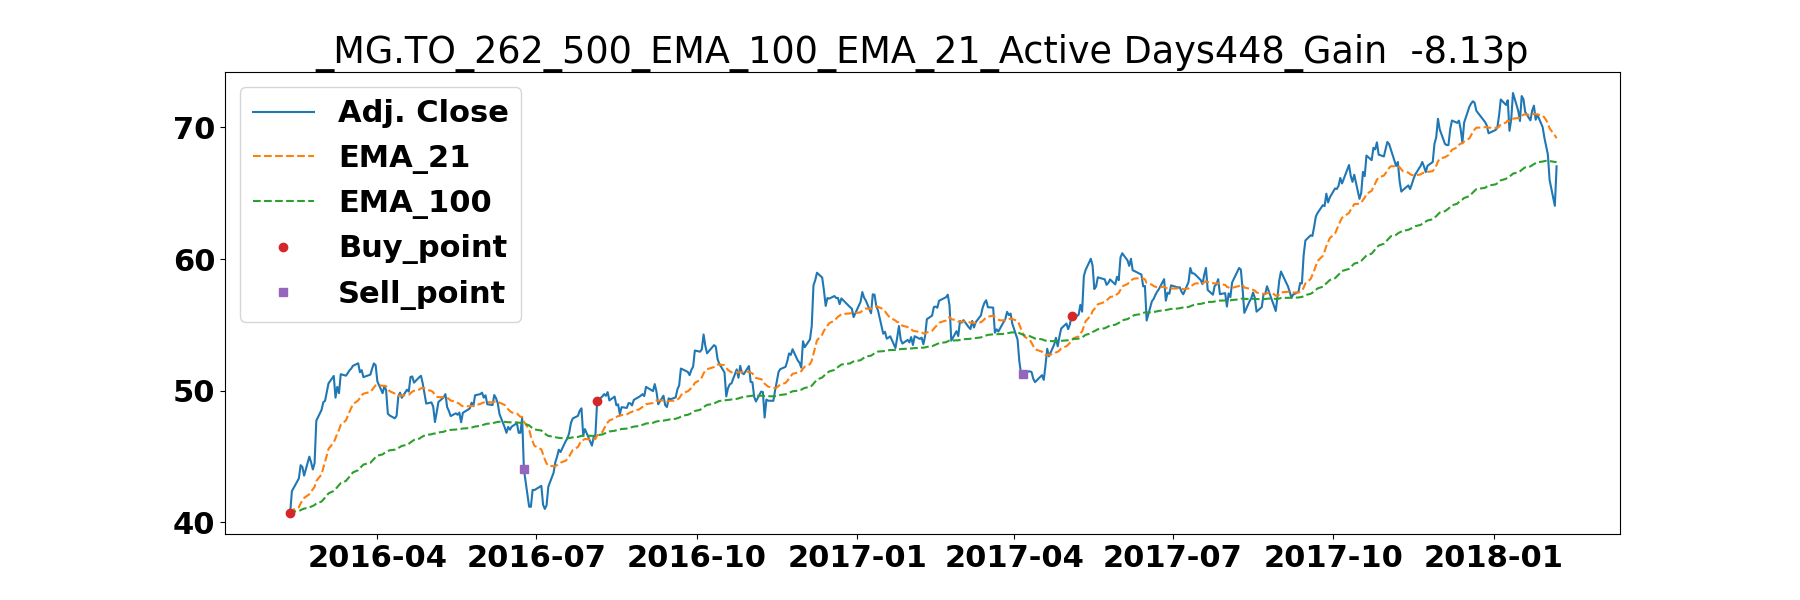 _MG.TO_262_500_EMA_100_EMA_21_Active Days448_Gain  -8.13p
Adj. Close
EMA_21
EMA_100
Buy_point
Sell_point
70
60
50
40
2016-04 2016-07 2016-10 2017-01 2017-04 2017-07 2017-10 2018-01